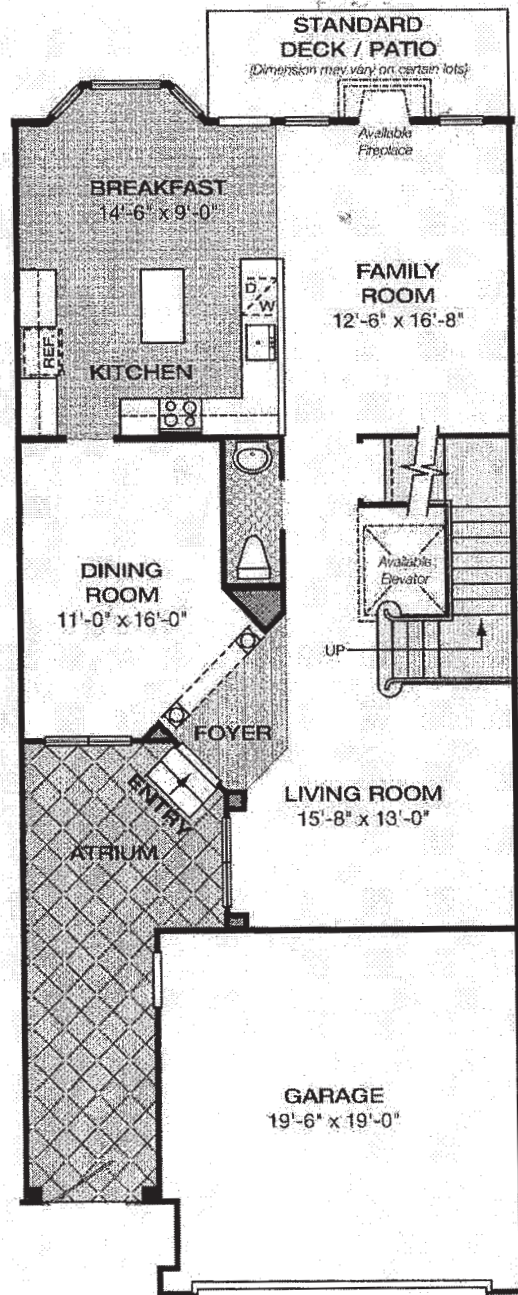 STANDARD
DECK / PATIO
(Dimension may vary on certain lots)
Available
Fireplace
BREAKFAST
14'-6" x 9'-0"
FAMILY
ROOM
12'-6" x 16'-8"
D
W
REF.
KITCHEN
DINING
ROOM
11'-0" x 16'-0"
Available
Elevator
UP
FOYER
ENTRY
LIVING ROOM
15'-8" x 13'-0"
ATRIUM
GARAGE
19'-6" x 19'-0"